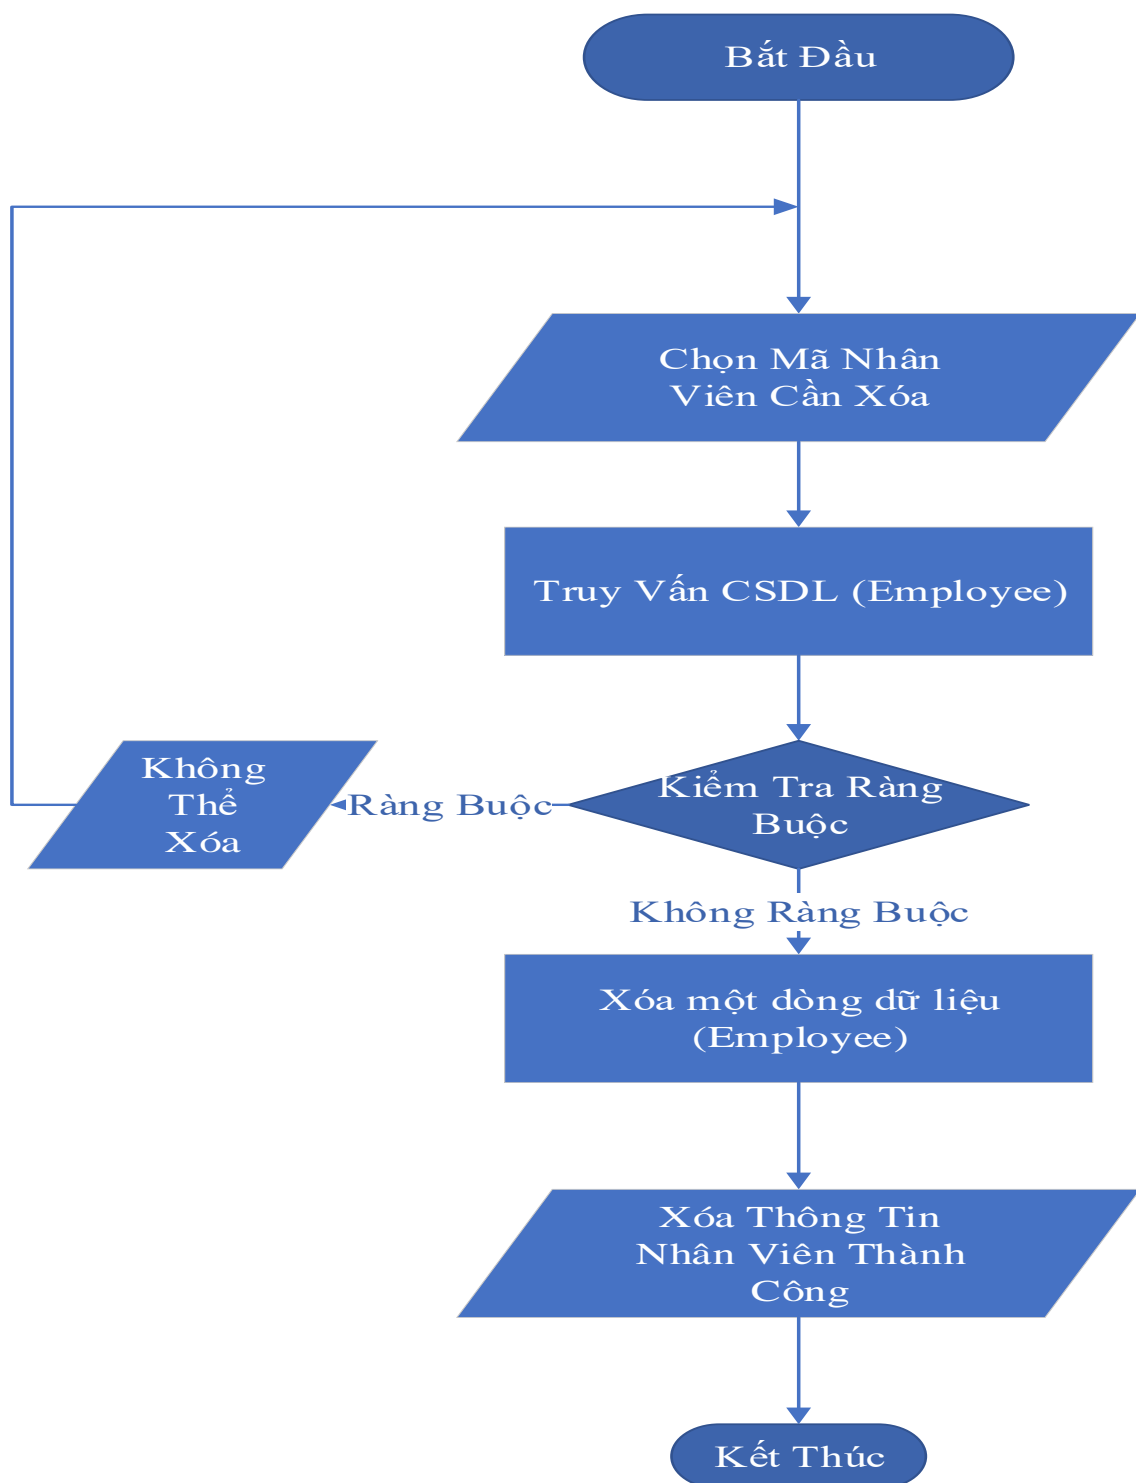 Bắt Đầu
Chọn Mã Nhân
Viên Cần Xóa
Truy Vấn CSDL (Employee)
Kiểm Tra Ràng
Buộc
Ràng Buộc
Không
Thể
Xóa
Không Ràng Buộc
Xóa một dòng dữ liệu
(Employee)
Xóa Thông Tin
Nhân Viên Thành
Công
Kết Thúc